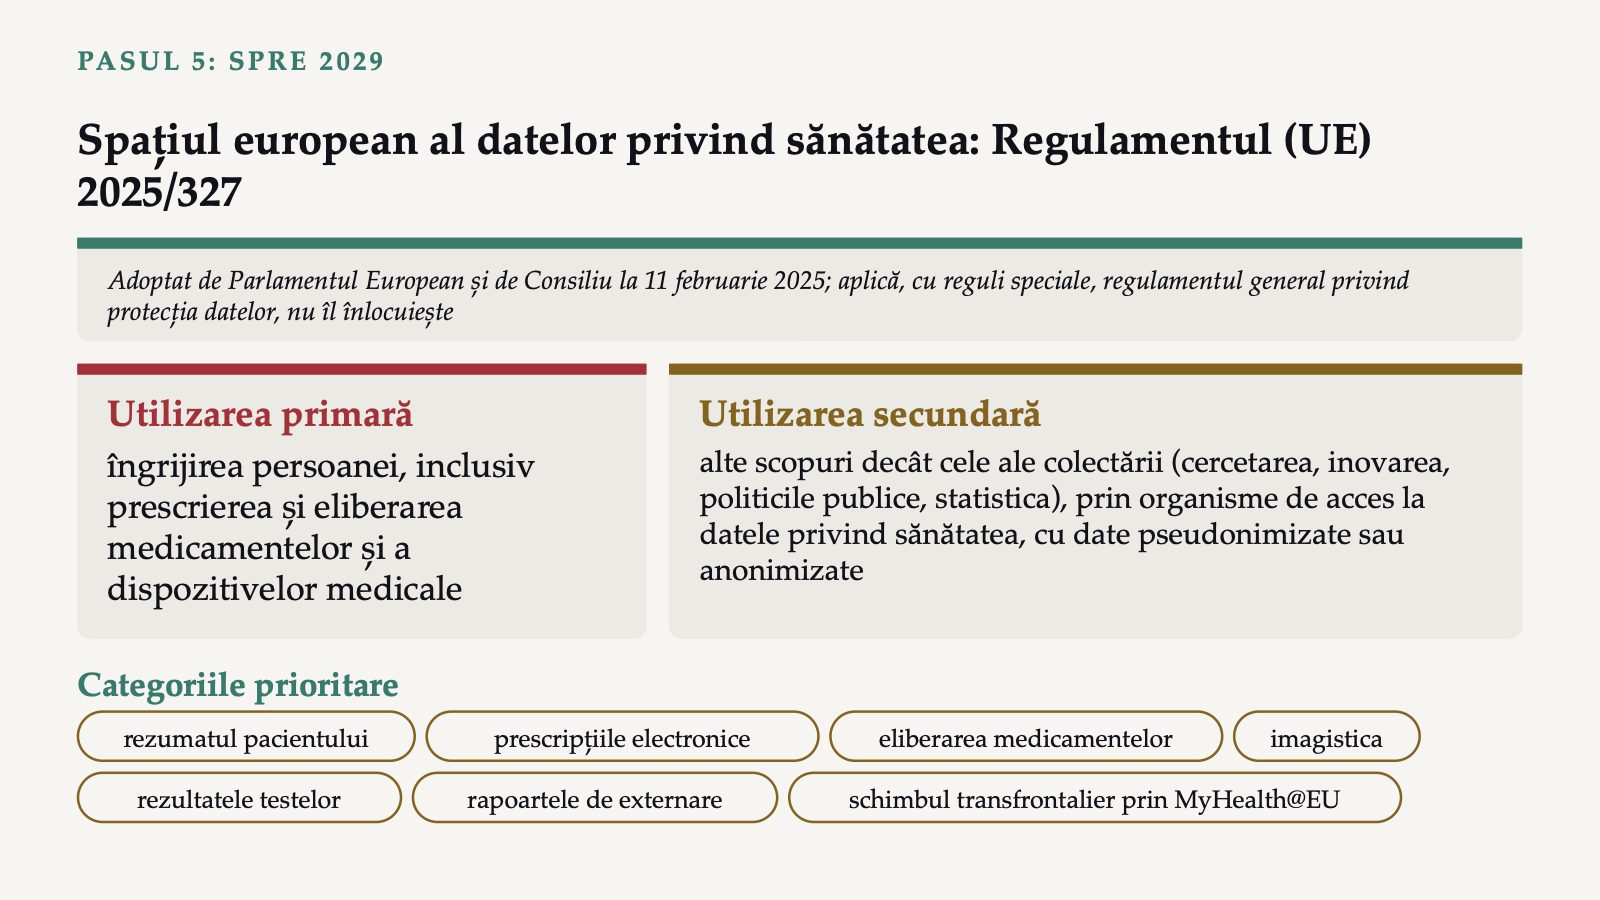 PASUL 5: SPRE 2029
Spațiul european al datelor privind sănătatea: Regulamentul (UE)
2025/327
Adoptat de Parlamentul European și de Consiliu la 11 februarie 2025; aplică, cu reguli speciale, regulamentul general privind
protecția datelor, nu îl înlocuiește
Utilizarea primară
îngrijirea persoanei, inclusiv
prescrierea și eliberarea
medicamentelor și a
dispozitivelor medicale
Utilizarea secundară
alte scopuri decât cele ale colectării (cercetarea, inovarea,
politicile publice, statistica), prin organisme de acces la
datele privind sănătatea, cu date pseudonimizate sau
anonimizate
Categoriile prioritare
rezumatul pacientului
prescripțiile electronice
eliberarea medicamentelor
imagistica
rezultatele testelor
rapoartele de externare
schimbul transfrontalier prin MyHealth@EU